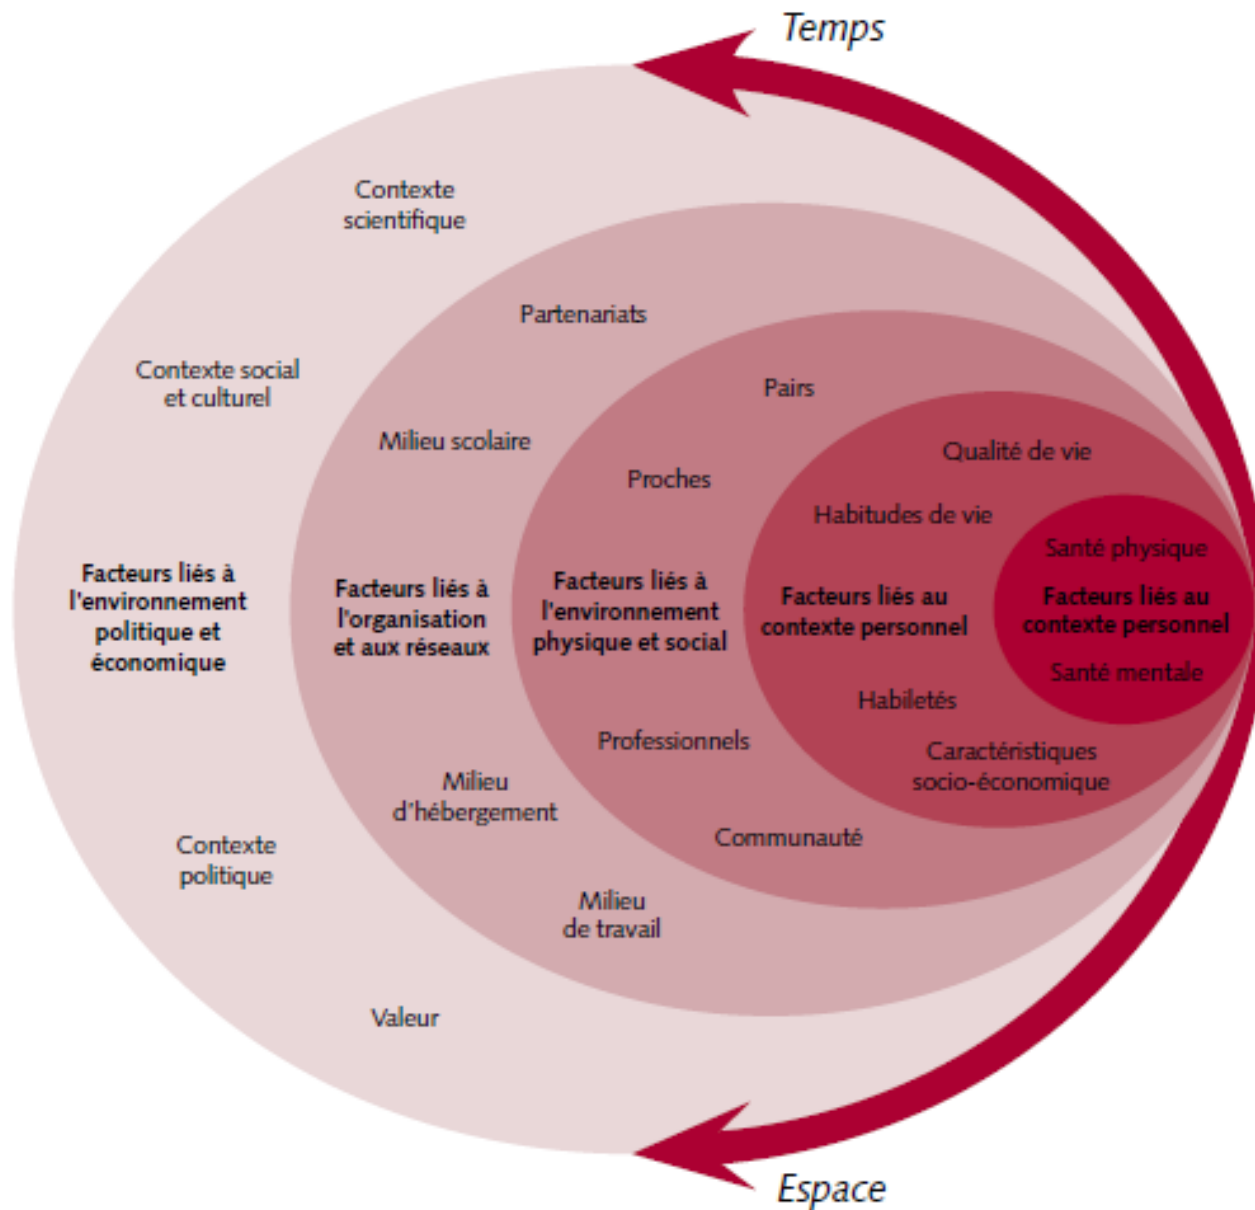 Temps
Contexte
scientifique
Partenariats
Contexte social
et culturel
Pairs
Milieu scolaire
Qualité de vie
Proches
Habitudes de vie
Santé physique
Facteurs liés à
l'environnement
politique et
économique
Facteurs liés à
l'organisation
et aux réseaux
Facteurs liés à
l'environnement
physique et social
Facteurs liés au
contexte personnel
Facteurs liés au
contexte personnel
Santé mentale
Habiletés
Professionnels
Caractéristiques
socio-économique
Milieu
d'hébergement
Communauté
Contexte
politique
Milieu
de travail
Valeur
Espace